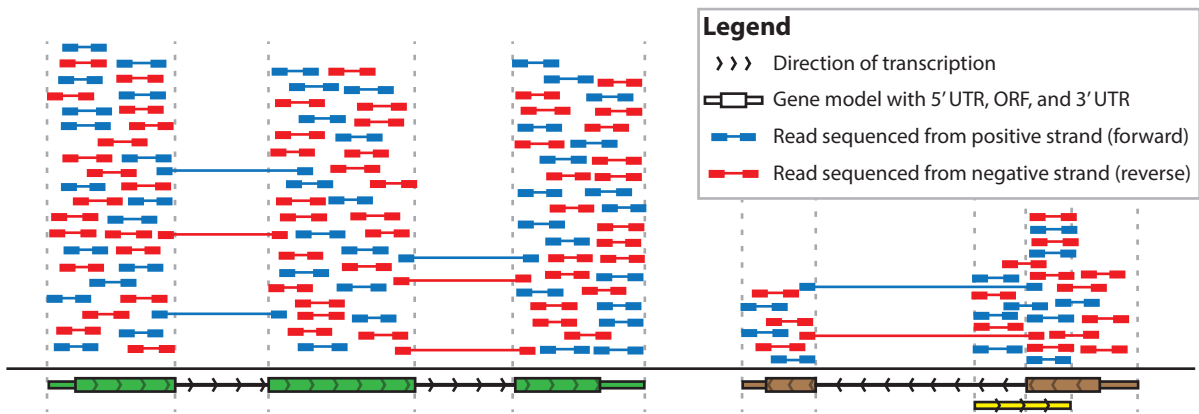 Legend
Direction of transcription
Gene model with 5' UTR, ORF, and 3' UTR
Read sequenced from positive strand (forward)
Read sequenced from negative strand (reverse)